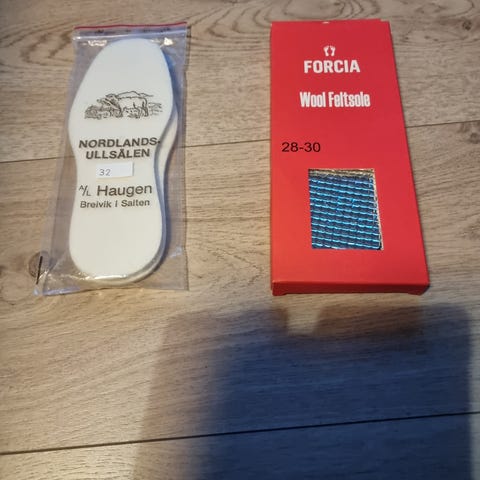 NORDLANDS-
ULLSÅLEN
32
A/L Haugen
Breivik i Salten
FORCIA
Wool Feltsole
28-30